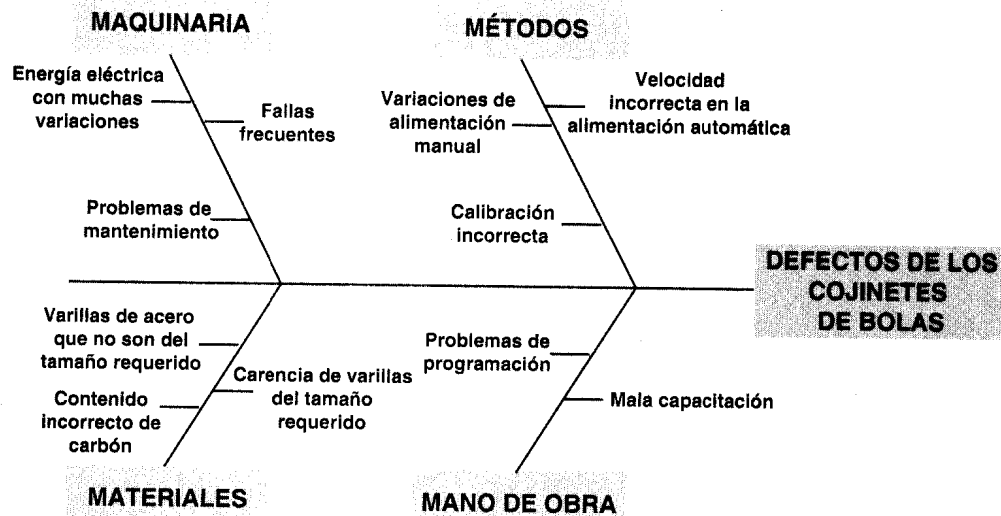 MAQUINARIA
MÉTODOS
Energía eléctrica
con muchas
variaciones
Fallas
frecuentes
Problemas de
mantenimiento
Variaciones de
alimentación
manual
Velocidad
incorrecta en la
alimentación automática
Calibración
incorrecta
DEFECTOS DE LOS
COJINETES
DE BOLAS
Varillas de acero
que no son del
tamaño requerido
Contenido
incorrecto de
carbón
Carencia de varillas
del tamaño
requerido
Problemas de
programación
Mala capacitación
MATERIALES
MANO DE OBRA